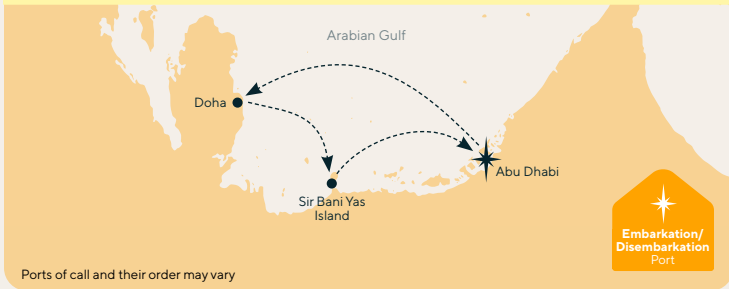 Arabian Gulf
Doha
Abu Dhabi
Sir Bani Yas
Island
Embarkation/
Disembarkation
Port
Ports of call and their order may vary